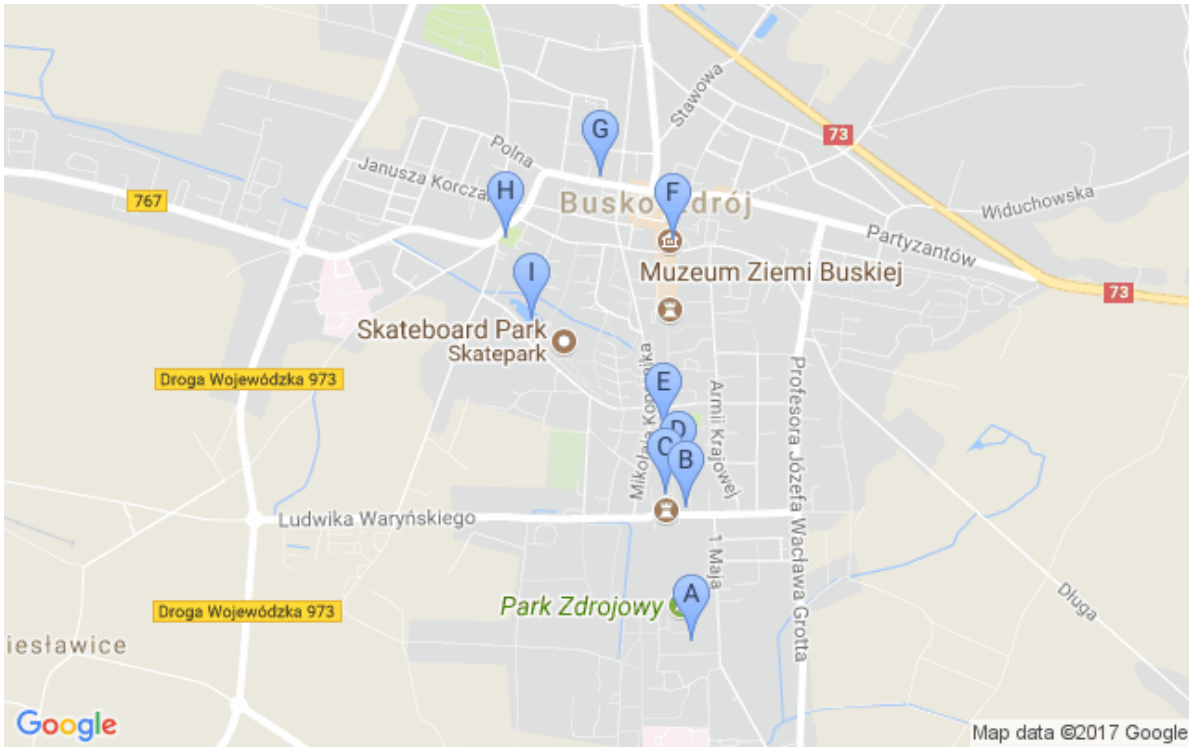 73
Stawowa
G
Polna
Janusza Korcza
H
F
767
Busko Zdrój
Widuchowska
Partyzantów
I
Muzeum Ziemi Buskiej
73
Skateboard Park
Skatepark
Droga Wojewódzka 973
E
Mikołaja Kopernika
Armii Krajowej
Profesora Józefa Wacława Grotta
D
C
B
Ludwika Waryńskiego
1 Maja
A
Park Zdrojowy
Długa
Droga Wojewódzka 973
iesławice
Google
Map data ©2017 Google